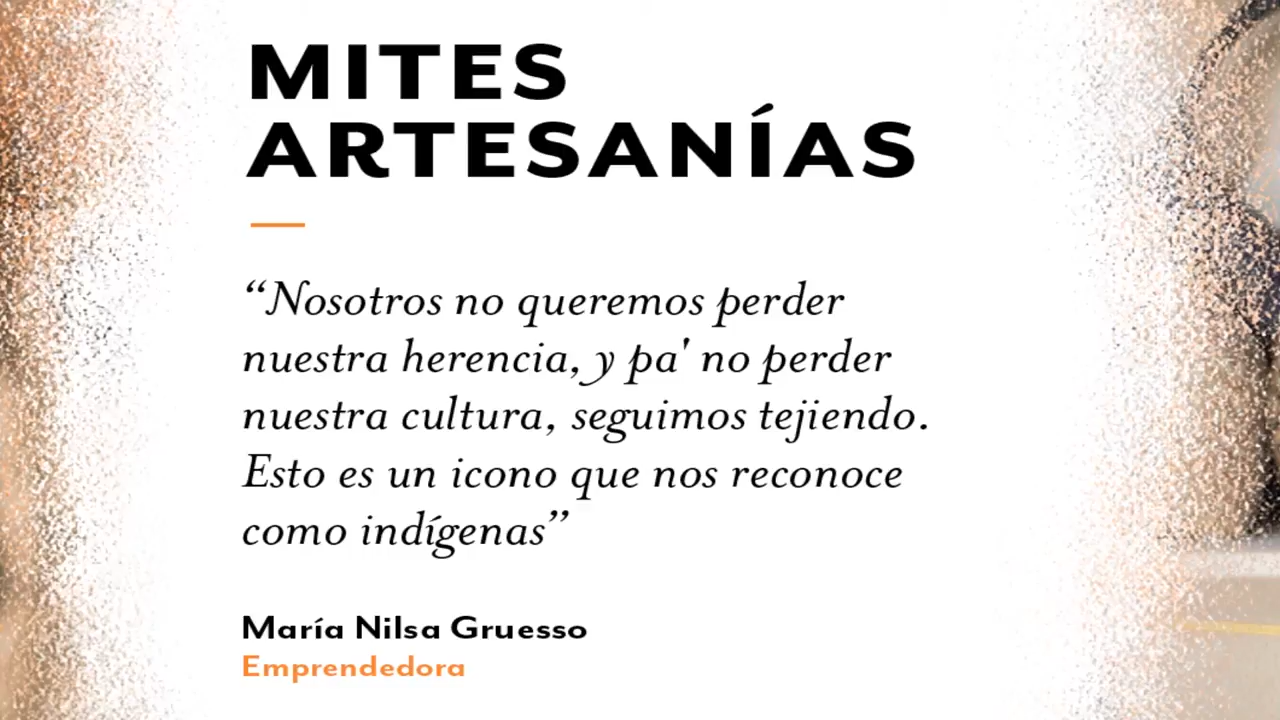 MITES
ARTESANÍAS
“Nosotros no queremos perder
nuestra herencia, y pa' no perder
nuestra cultura, seguimos tejiendo.
Esto es un icono que nos reconoce
como indígenas”
María Nilsa Gruesso
Emprendedora